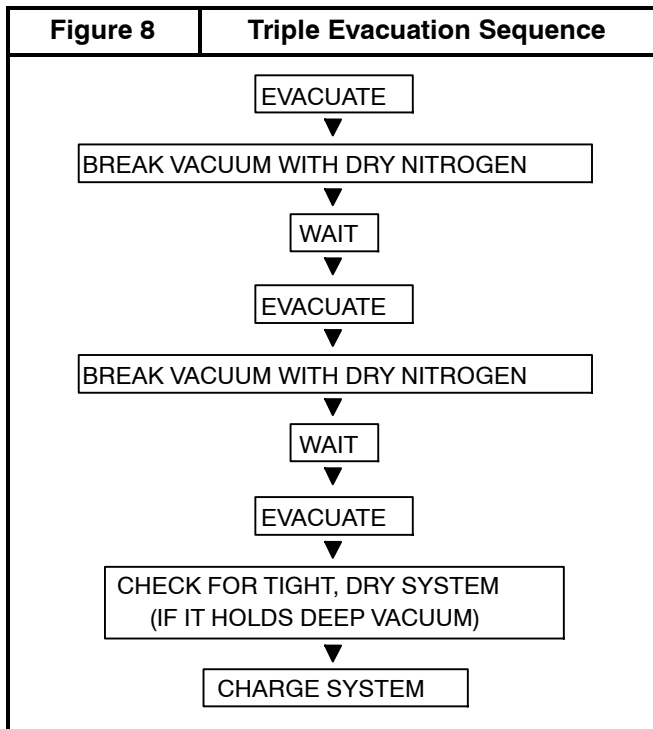 Figure 8 Triple Evacuation Sequence
EVACUATE
BREAK VACUUM WITH DRY NITROGEN
WAIT
EVACUATE
BREAK VACUUM WITH DRY NITROGEN
WAIT
EVACUATE
CHECK FOR TIGHT, DRY SYSTEM
(IF IT HOLDS DEEP VACUUM)
CHARGE SYSTEM